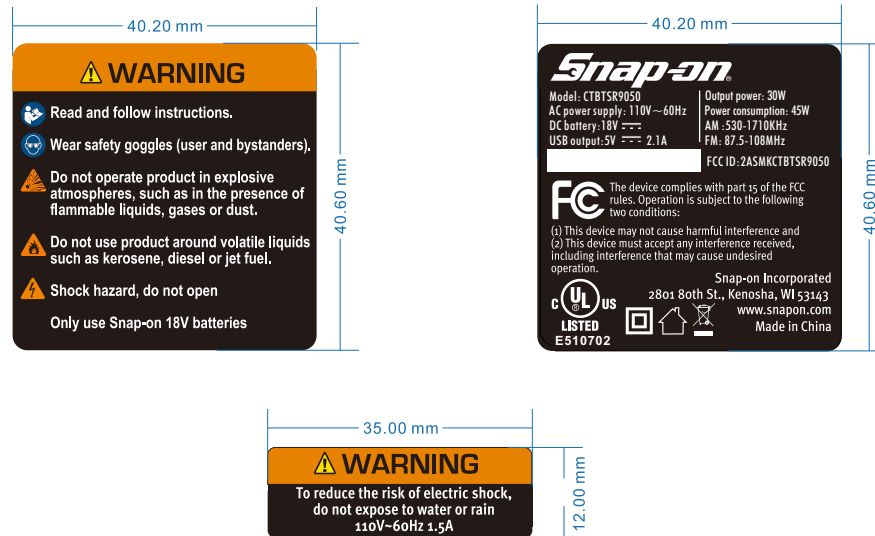 40.20 mm
WARNING
Read and follow instructions.
Wear safety goggles (user and bystanders).
Do not operate product in explosive
atmospheres, such as in the presence of
flammable liquids, gases or dust.
Do not use product around volatile liquids
such as kerosene, diesel or jet fuel.
Shock hazard, do not open
Only use Snap-on 18V batteries
40.60 mm
40.20 mm
Snap-on®
Model: CTBTSR9050
AC power supply: 110V~60Hz
DC battery:18V
USB output:5V 2.1A
Output power: 30W
Power consumption: 45W
AM :530-1710KHz
FM: 87.5-108MHz
FCC ID:2ASMKCTBTSR9050
FC The device complies with part 15 of the FCC
rules. Operation is subject to the following
two conditions:
(1) This device may not cause harmful interference and
(2) This device must accept any interference received,
including interference that may cause undesired
operation.
Snap-on Incorporated
2801 80th St., Kenosha, WI 53143
www.snapon.com
Made in China
C UL® US
LISTED
E510702
40.60 mm
35.00 mm
WARNING
To reduce the risk of electric shock,
do not expose to water or rain
110V~60Hz 1.5A
12.00 mm